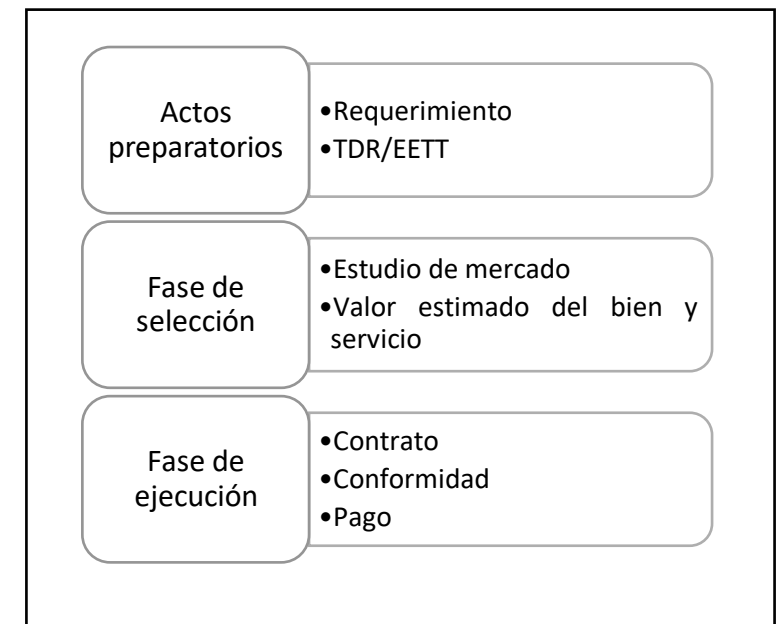 Actos
preparatorios
•Requerimiento
•TDR/EETT
Fase de
selección
•Estudio de mercado
•Valor estimado del bien y
servicio
Fase de
ejecución
•Contrato
•Conformidad
•Pago